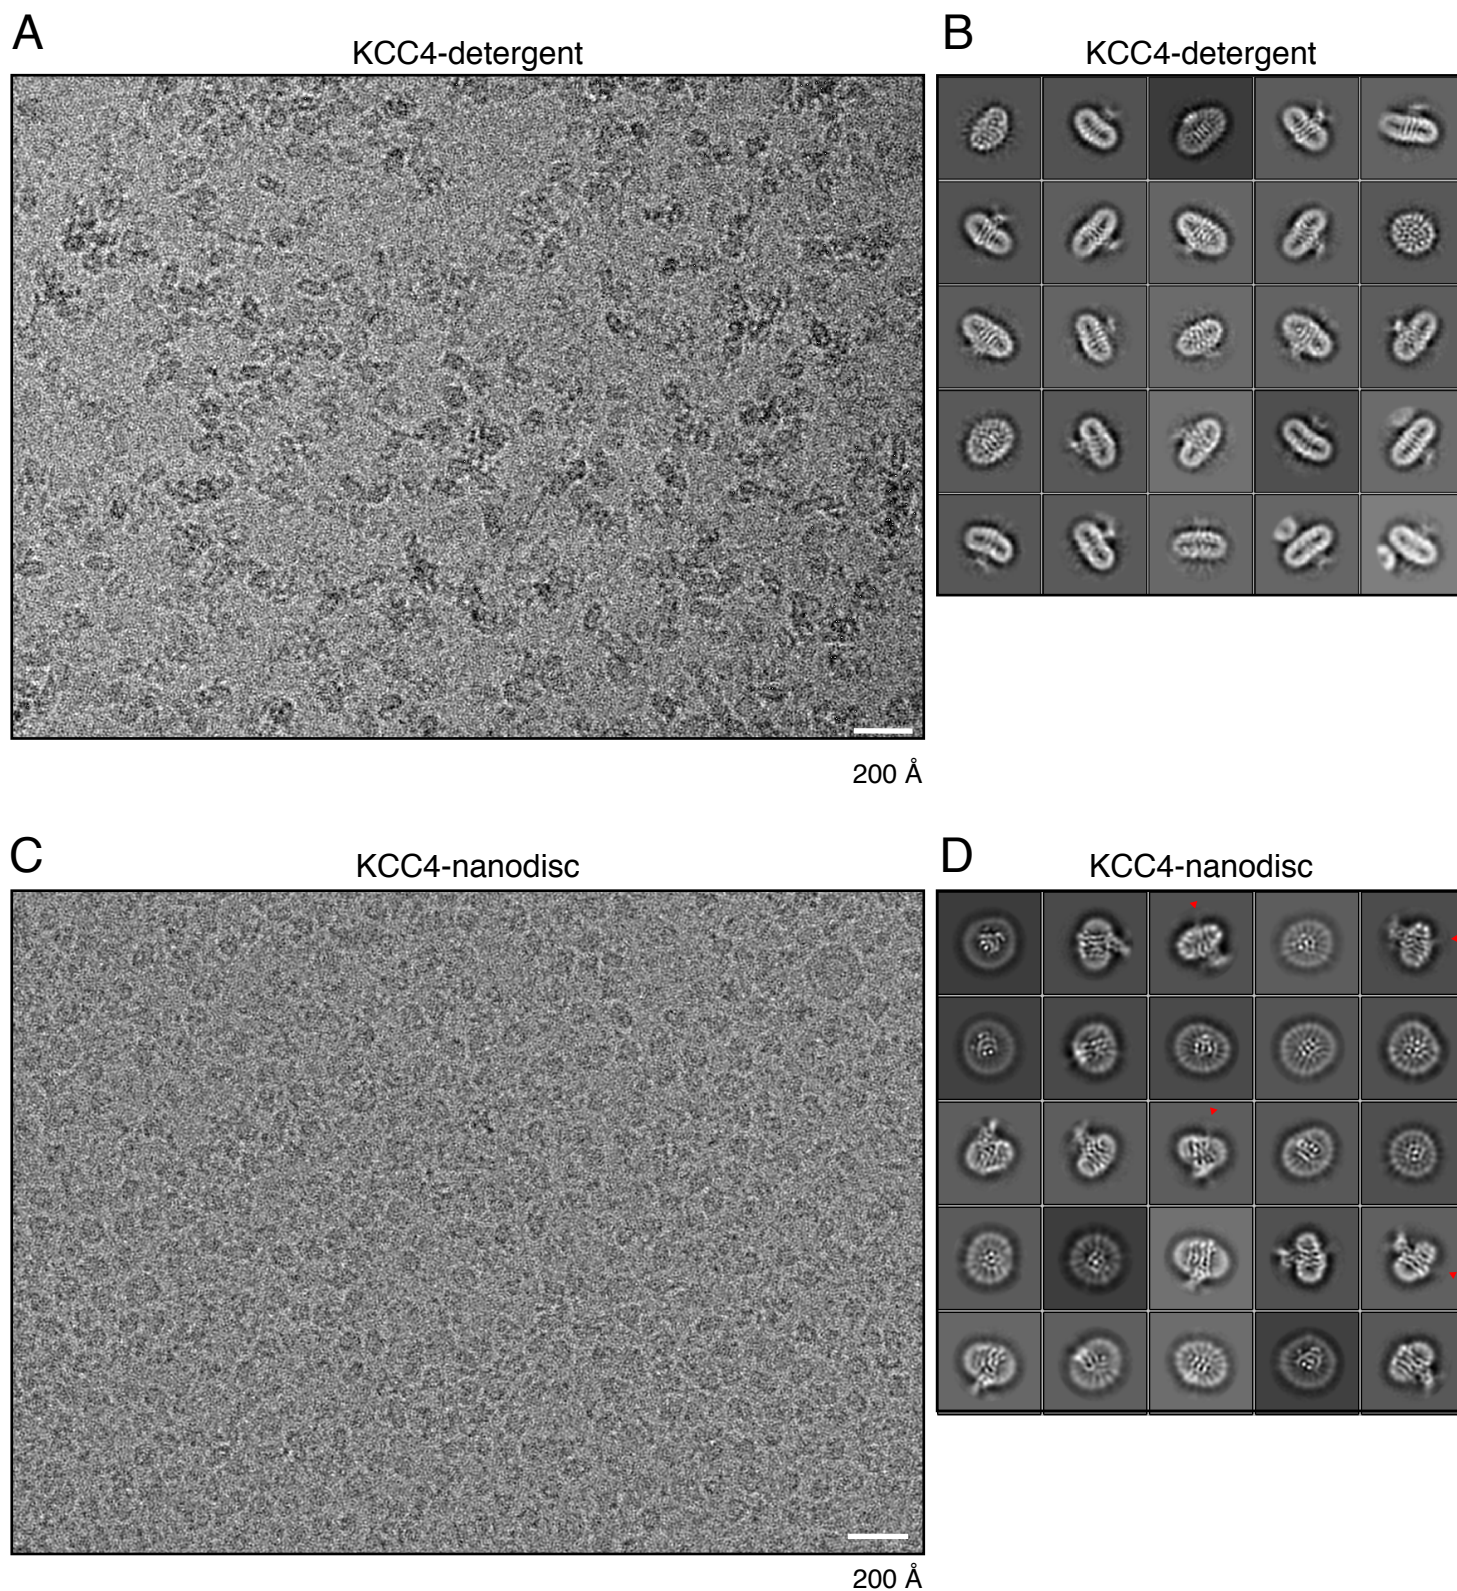 A
KCC4-detergent
B
KCC4-detergent
200 Å
C
KCC4-nanodisc
D
KCC4-nanodisc
200 Å